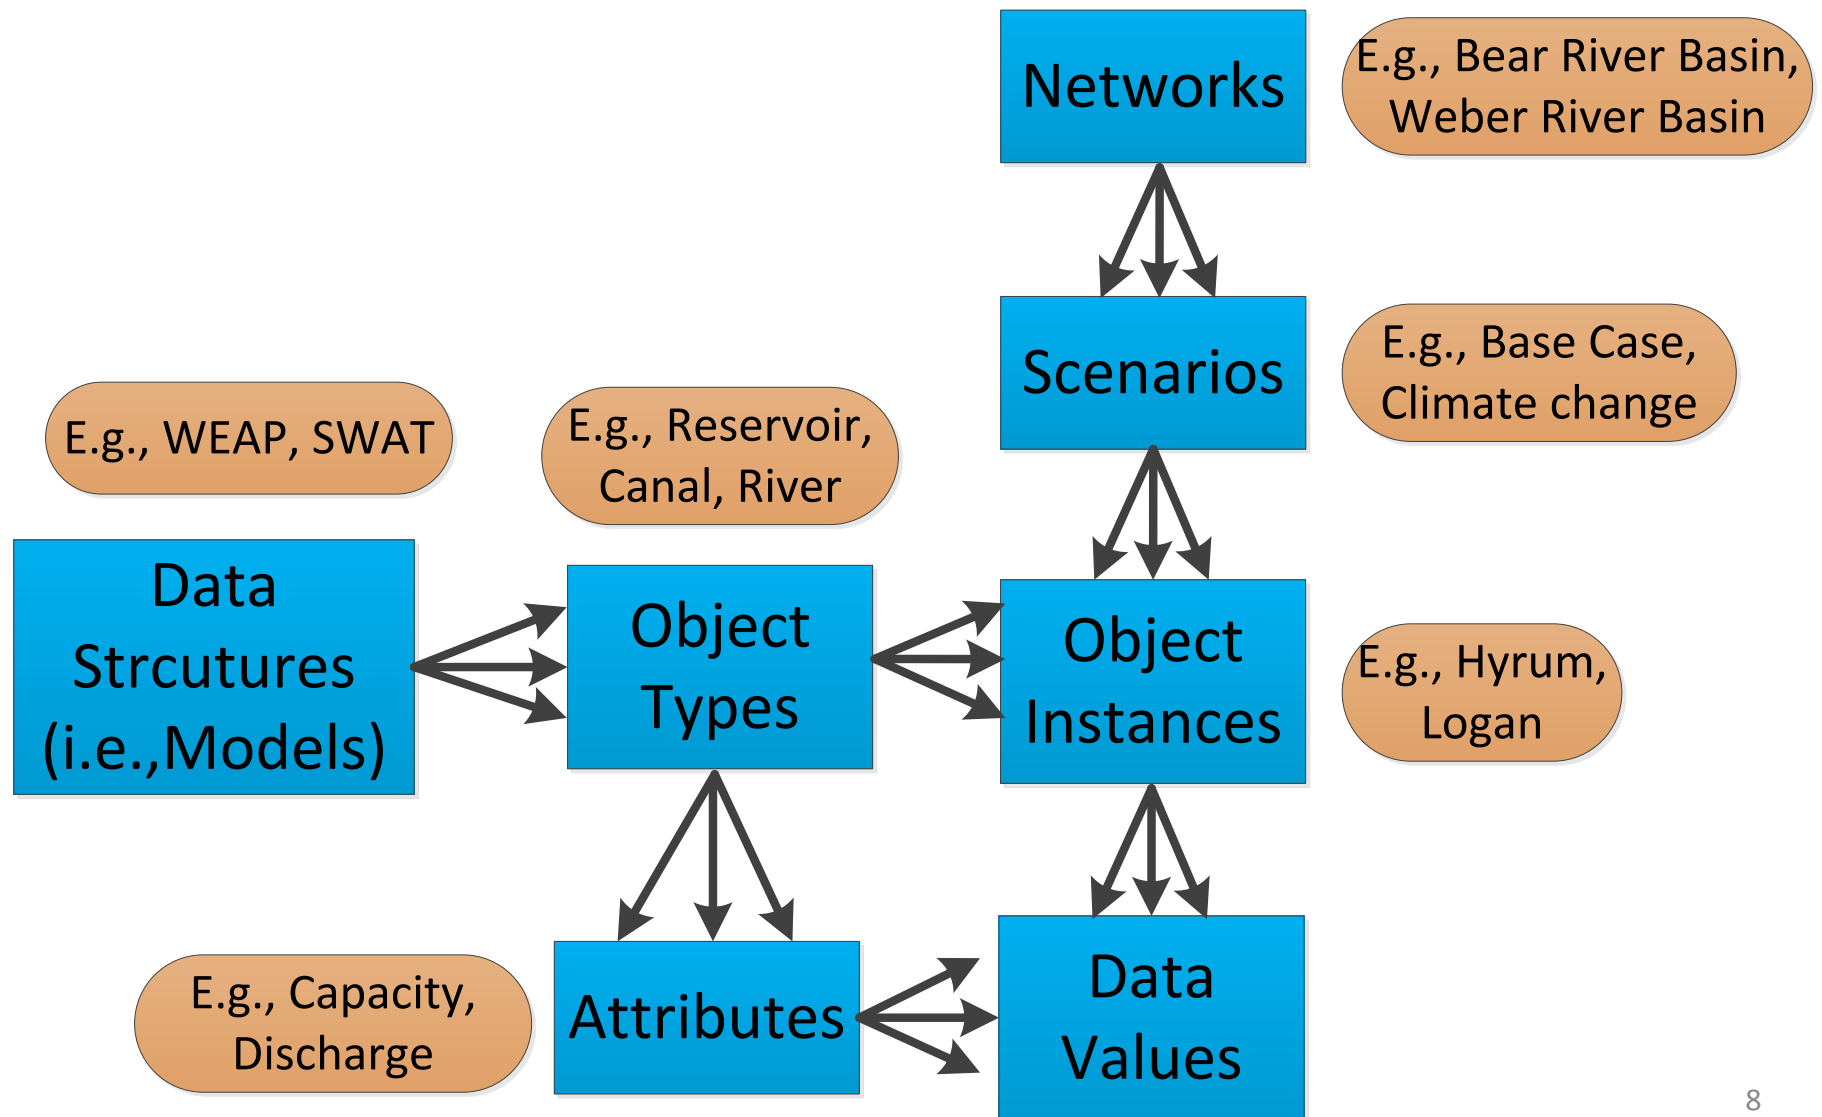 Networks
E.g., Bear River Basin,
Weber River Basin
Scenarios
E.g., Base Case,
Climate change
E.g., WEAP, SWAT
E.g., Reservoir,
Canal, River
Data
Strcutures
(i.e.,Models)
Object
Types
Object
Instances
E.g., Hyrum,
Logan
E.g., Capacity,
Discharge
Attributes
Data
Values
8